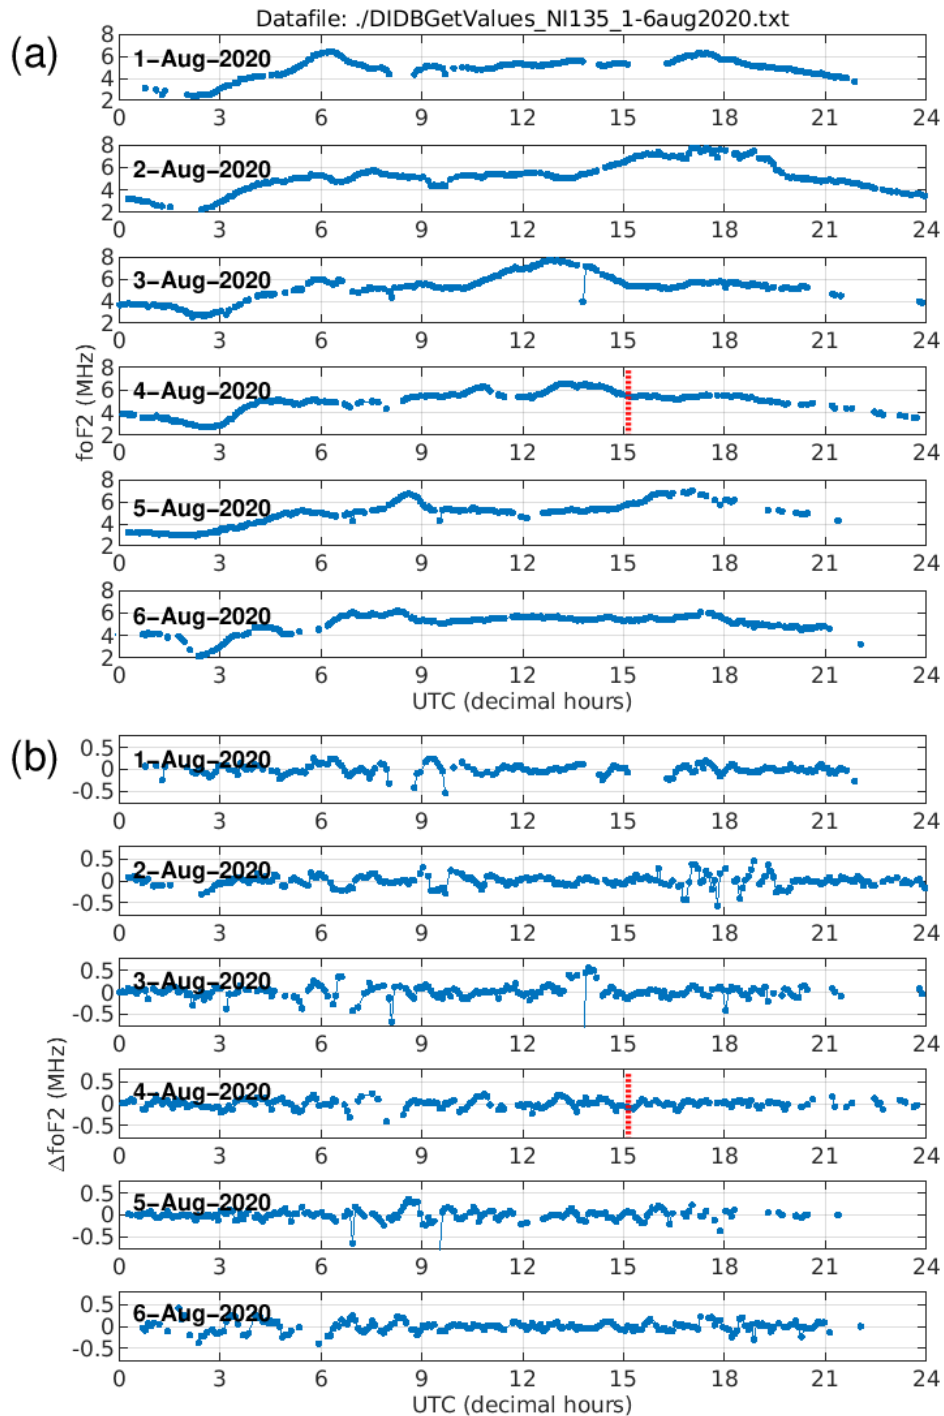 Datafile: ./DIDBGetValues_NI135_1-6aug2020.txt
(a)
8
6
4
2
1-Aug-2020
0 3 6 9 12 15 18 21 24
8
6
4
2
2-Aug-2020
0 3 6 9 12 15 18 21 24
8
6
4
2
3-Aug-2020
0 3 6 9 12 15 18 21 24
foF2 (MHz)
8
6
4
2
4-Aug-2020
0 3 6 9 12 15 18 21 24
8
6
4
2
5-Aug-2020
0 3 6 9 12 15 18 21 24
8
6
4
2
6-Aug-2020
0 3 6 9 12 15 18 21 24
UTC (decimal hours)
(b)
0.5
0
-0.5
1-Aug-2020
0 3 6 9 12 15 18 21 24
0.5
0
-0.5
2-Aug-2020
0 3 6 9 12 15 18 21 24
0.5
0
-0.5
3-Aug-2020
0 3 6 9 12 15 18 21 24
ΔfoF2 (MHz)
0.5
0
-0.5
4-Aug-2020
0 3 6 9 12 15 18 21 24
0.5
0
-0.5
5-Aug-2020
0 3 6 9 12 15 18 21 24
0.5
0
-0.5
6-Aug-2020
0 3 6 9 12 15 18 21 24
UTC (decimal hours)